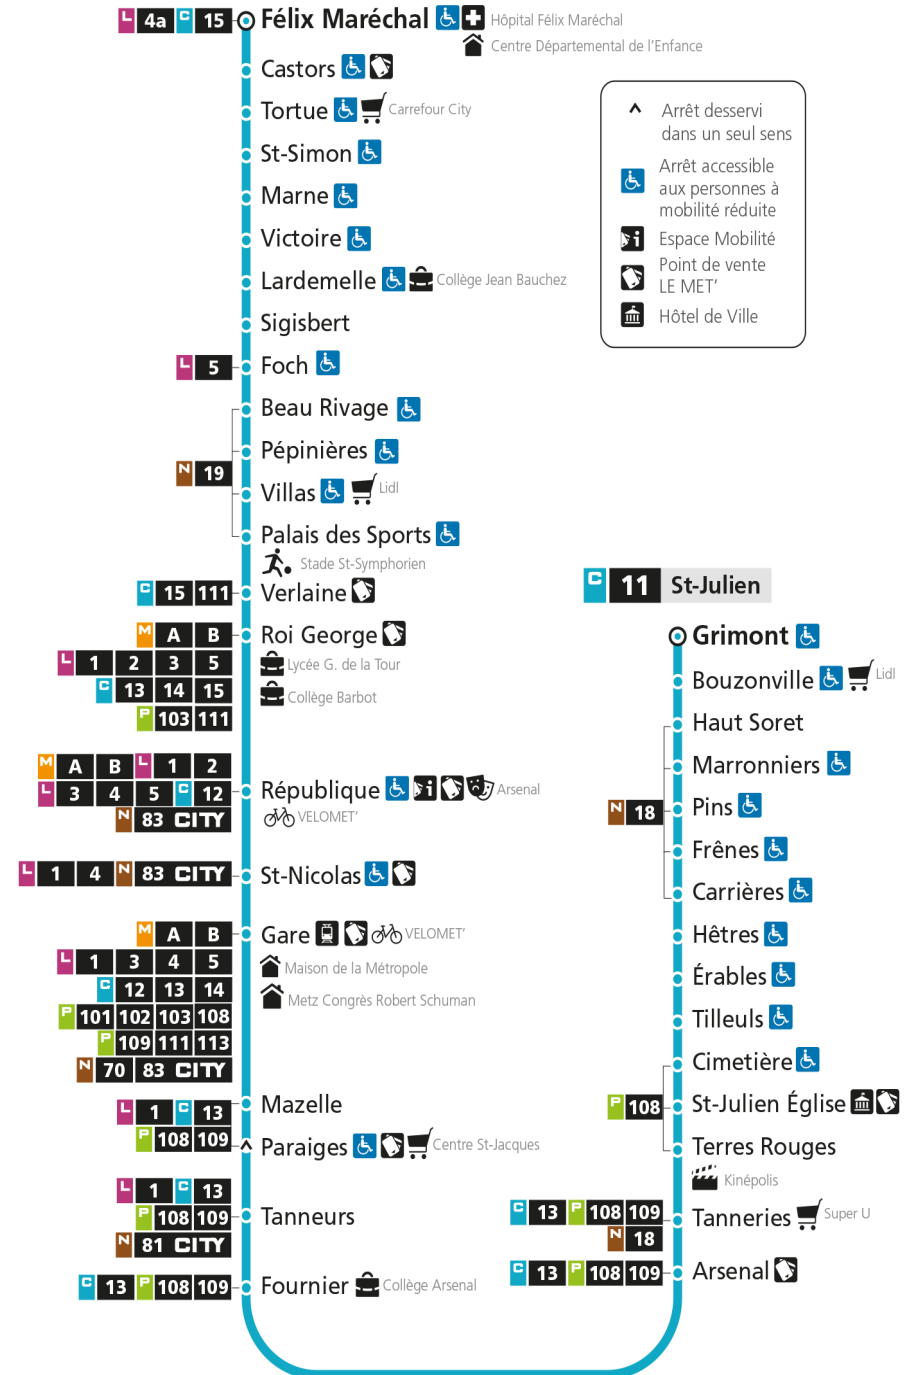 L 4a C 15 Félix Maréchal Hôpital Félix Maréchal
Centre Départemental de l'Enfance
Castors
Tortue Carrefour City
St-Simon
Marne
Victoire
Lardemelle Collège Jean Bauchez
Sigisbert
L 5 Foch
Beau Rivage
Pépinières
N 19
Villas Lidl
Palais des Sports
Stade St-Symphorien
C 15 111 Verlaine
M A B Roi George
L 1 2 3 5 Lycée G. de la Tour
C 13 14 15 Collège Barbot
P 103 111
M A B L 1 2
L 3 4 5 C 12 République i Arsenal
N 83 CITY VELOMET'
L 1 4 N 83 CITY St-Nicolas
M A B Gare VELOMET'
L 1 3 4 5 Maison de la Métropole
C 12 13 14 Metz Congrès Robert Schuman
P 101 102 103 108
P 109 111 113
N 70 83 CITY
L 1 C 13 Mazelle
P 108 109 Paraiges Centre St-Jacques
L 1 C 13
P 108 109 Tanneurs
N 81 CITY
C 13 P 108 109 Fournier Collège Arsenal
Arrêt desservi
dans un seul sens
Arrêt accessible
aux personnes à
mobilité réduite
i Espace Mobilité
Point de vente
LE MET'
Hôtel de Ville
C 11 St-Julien
Grimont
Bouzonville Lidl
Haut Soret
Marronniers
N 18 Pins
Frênes
Carrières
Hêtres
Érables
Tilleuls
Cimetière
P 108 St-Julien Église
Terres Rouges
Kinépolis
C 13 P 108 109 Tanneries Super U
N 18
C 13 P 108 109 Arsenal